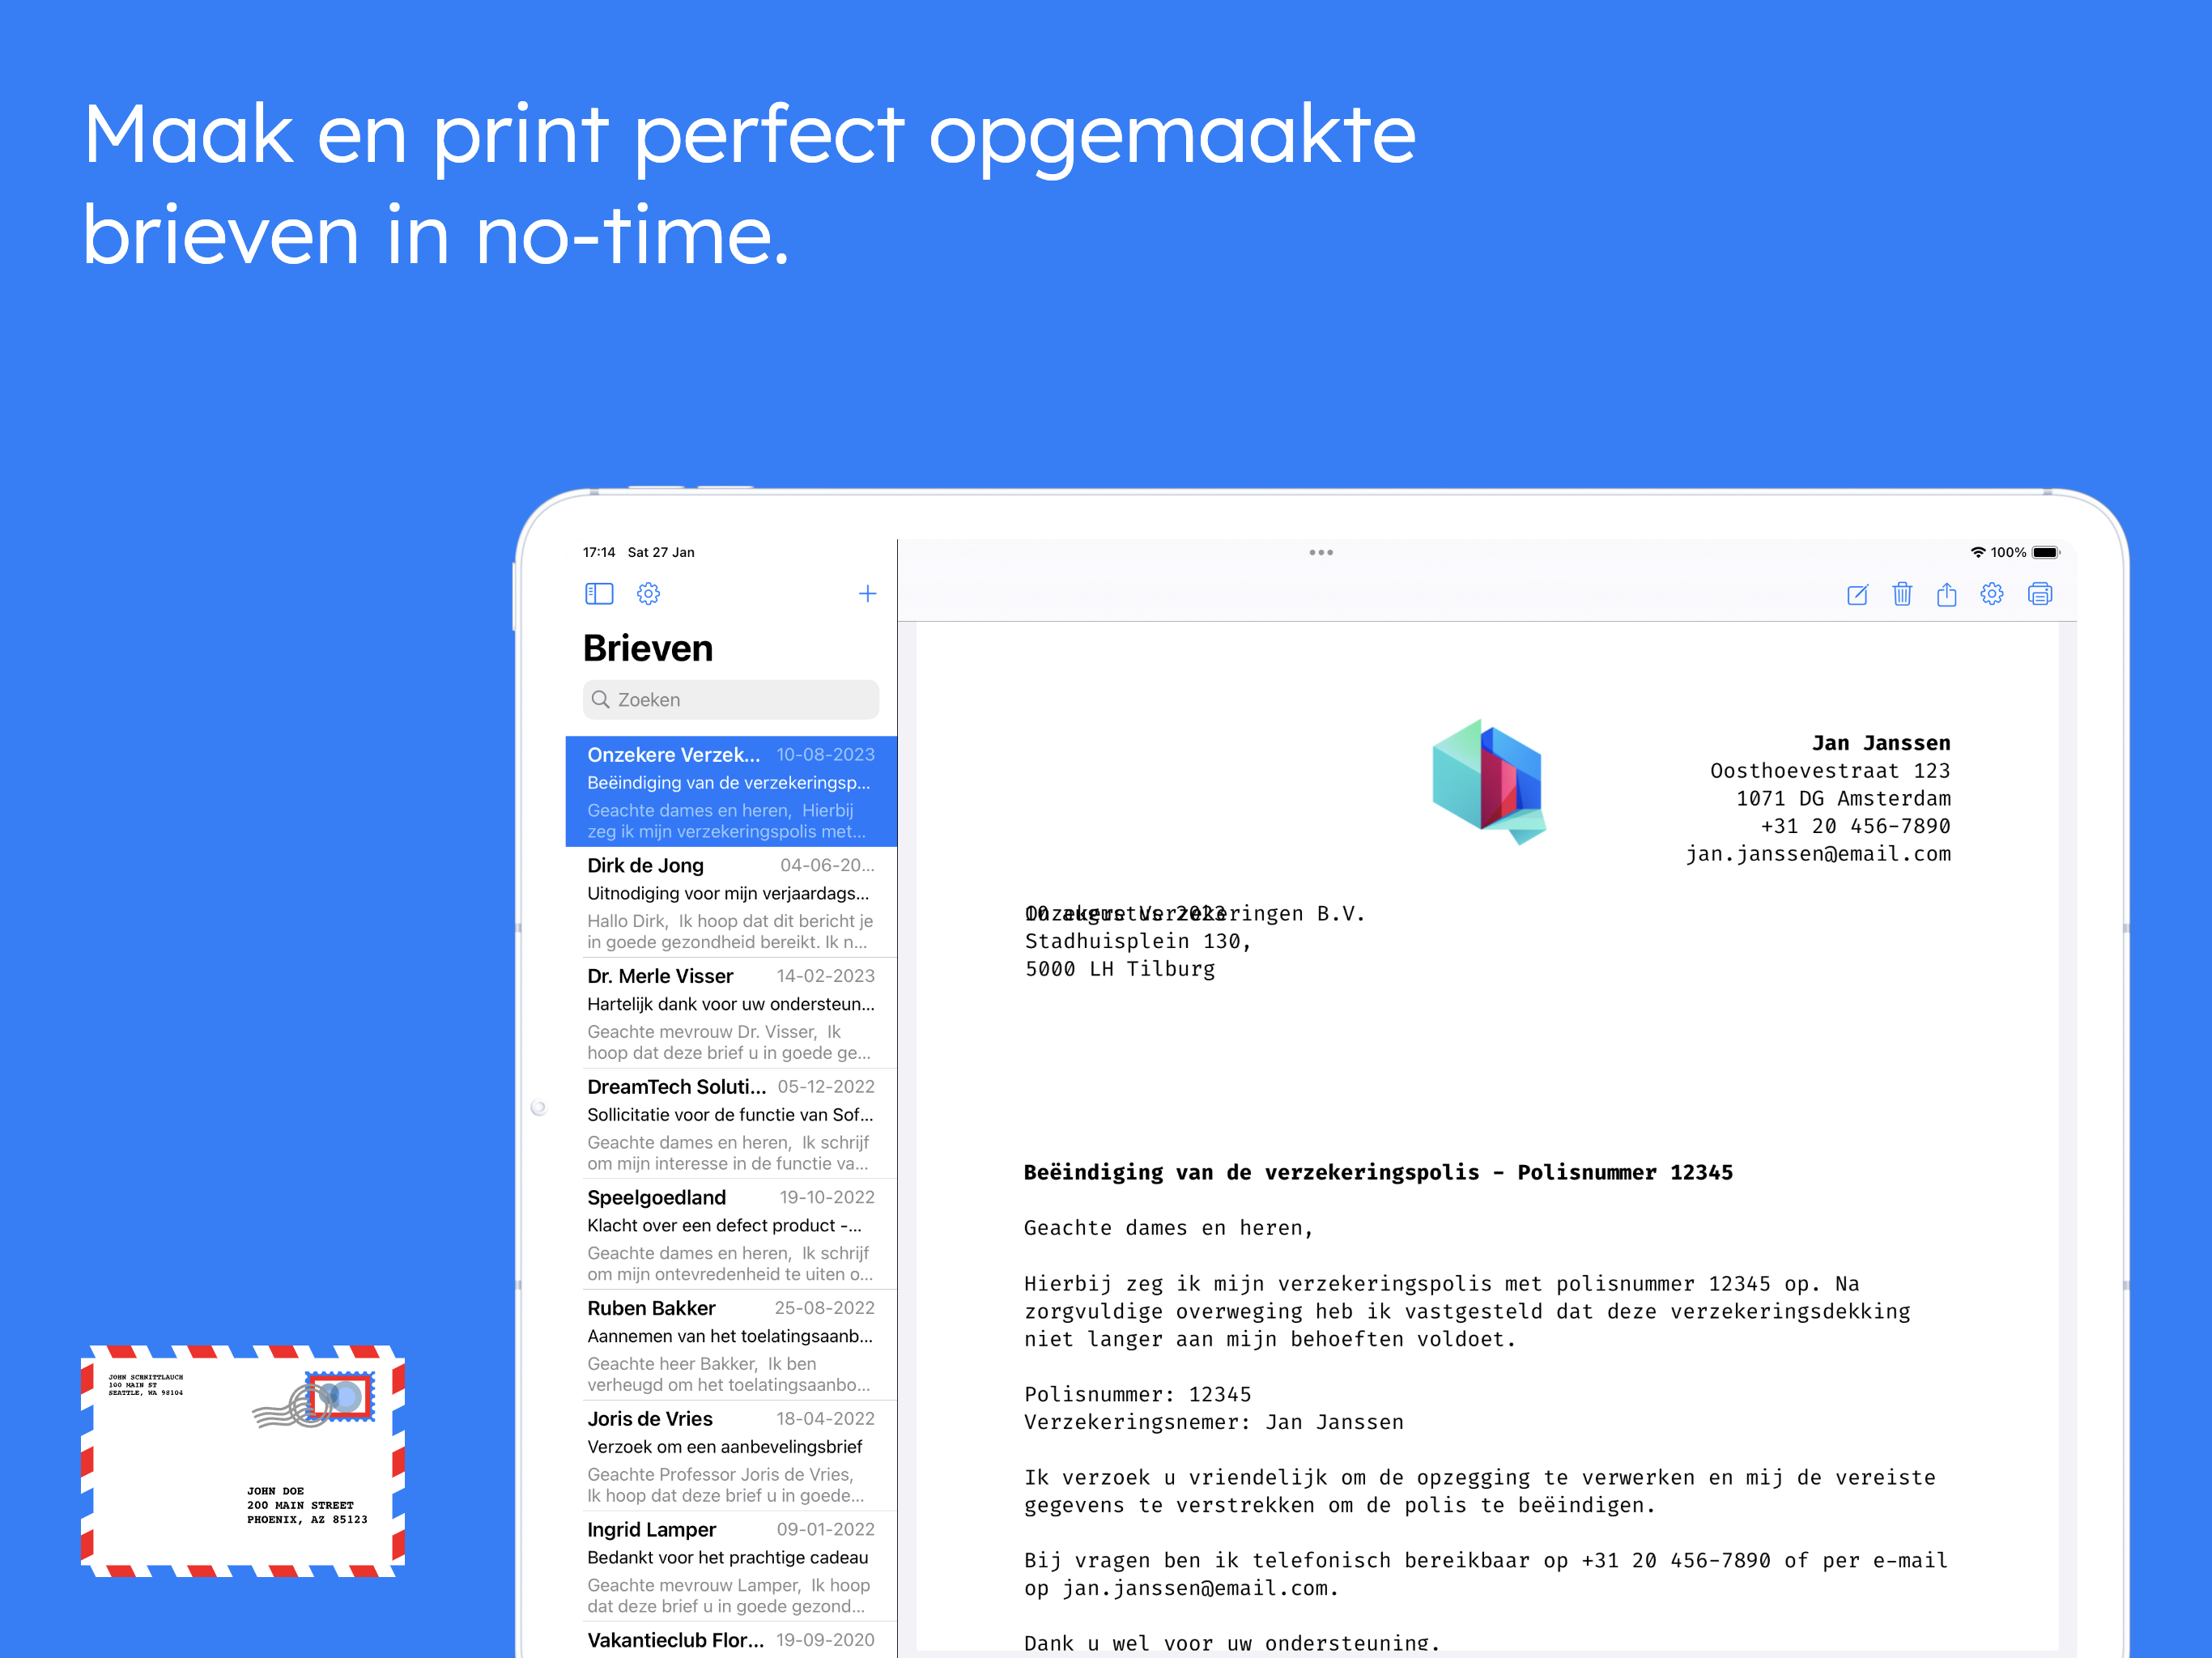 Maak en print perfect opgemaakte
brieven in no-time.
17:14 Sat 27 Jan
100%
Brieven
Zoeken
Onzekere Verzek... 10-08-2023
Beëindiging van de verzekeringsp...
Geachte dames en heren, Hierbij
zeg ik mijn verzekeringspolis met...
Dirk de Jong 04-06-20...
Uitnodiging voor mijn verjaardags...
Hallo Dirk, Ik hoop dat dit bericht je
in goede gezondheid bereikt. Ik n...
Dr. Merle Visser 14-02-2023
Hartelijk dank voor uw ondersteun...
Geachte mevrouw Dr. Visser, Ik
hoop dat deze brief u in goede ge...
DreamTech Soluti... 05-12-2022
Sollicitatie voor de functie van Sof...
Geachte dames en heren, Ik schrijf
om mijn interesse in de functie va...
Speelgoedland 19-10-2022
Klacht over een defect product -...
Geachte dames en heren, Ik schrijf
om mijn ontevredenheid te uiten o...
Ruben Bakker 25-08-2022
Aannemen van het toelatingsaanb...
Geachte heer Bakker, Ik ben
verheugd om het toelatingsaanbo...
Joris de Vries 18-04-2022
Verzoek om een aanbevelingsbrief
Geachte Professor Joris de Vries,
Ik hoop dat deze brief u in goede...
Ingrid Lamper 09-01-2022
Bedankt voor het prachtige cadeau
Geachte mevrouw Lamper, Ik hoop
dat deze brief u in goede gezond...
Vakantieclub Flor... 19-09-2020
Jan Janssen
Oosthoevestraat 123
1071 DG Amsterdam
+31 20 456-7890
jan.janssen@email.com
10 augustus 2023
Onzekere Verzekeringen B.V.
Stadhuisplein 130,
5000 LH Tilburg
Beëindiging van de verzekeringspolis - Polisnummer 12345
Geachte dames en heren,
Hierbij zeg ik mijn verzekeringspolis met polisnummer 12345 op. Na
zorgvuldige overweging heb ik vastgesteld dat deze verzekeringsdekking
niet langer aan mijn behoeften voldoet.
Polisnummer: 12345
Verzekeringsnemer: Jan Janssen
Ik verzoek u vriendelijk om de opzegging te verwerken en mij de vereiste
gegevens te verstrekken om de polis te beëindigen.
Bij vragen ben ik telefonisch bereikbaar op +31 20 456-7890 of per e-mail
op jan.janssen@email.com.
Dank u wel voor uw ondersteuning.
JOHN SCHNITTLAUCH
100 MAIN ST
SEATTLE, WA 98104
JOHN DOE
200 MAIN STREET
PHOENIX, AZ 85123